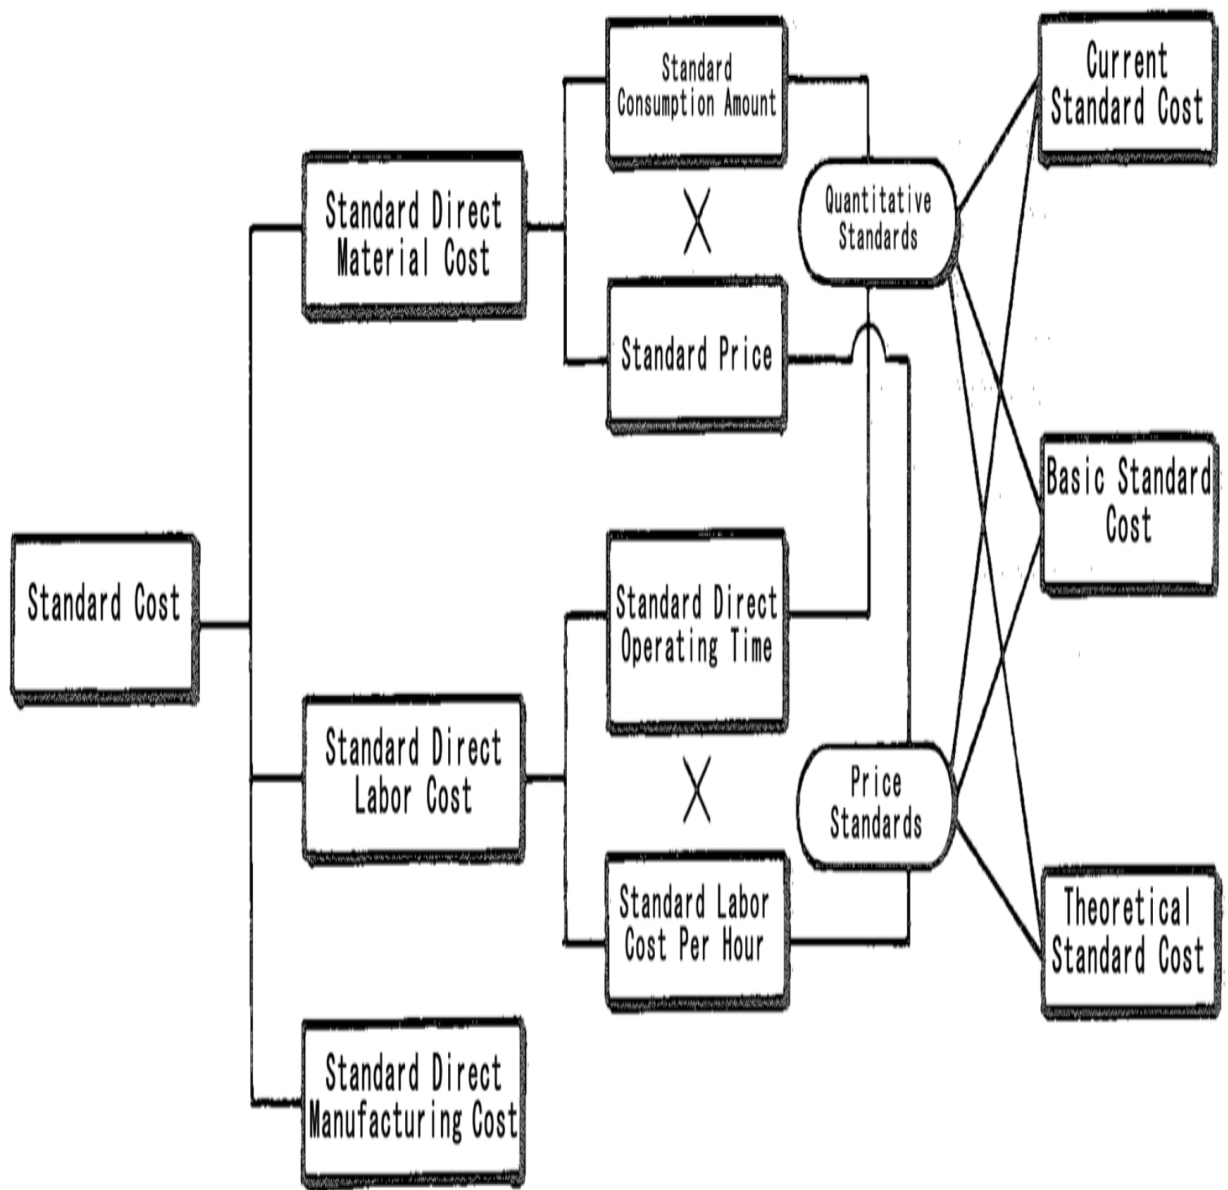 Standard Cost
Standard Direct
Material Cost
Standard Direct
Labor Cost
Standard Direct
Manufacturing Cost
Standard
Consumption Amount
×
Standard Price
Standard Direct
Operating Time
×
Standard Labor
Cost Per Hour
Quantitative
Standards
Price
Standards
Current
Standard Cost
Basic Standard
Cost
Theoretical
Standard Cost